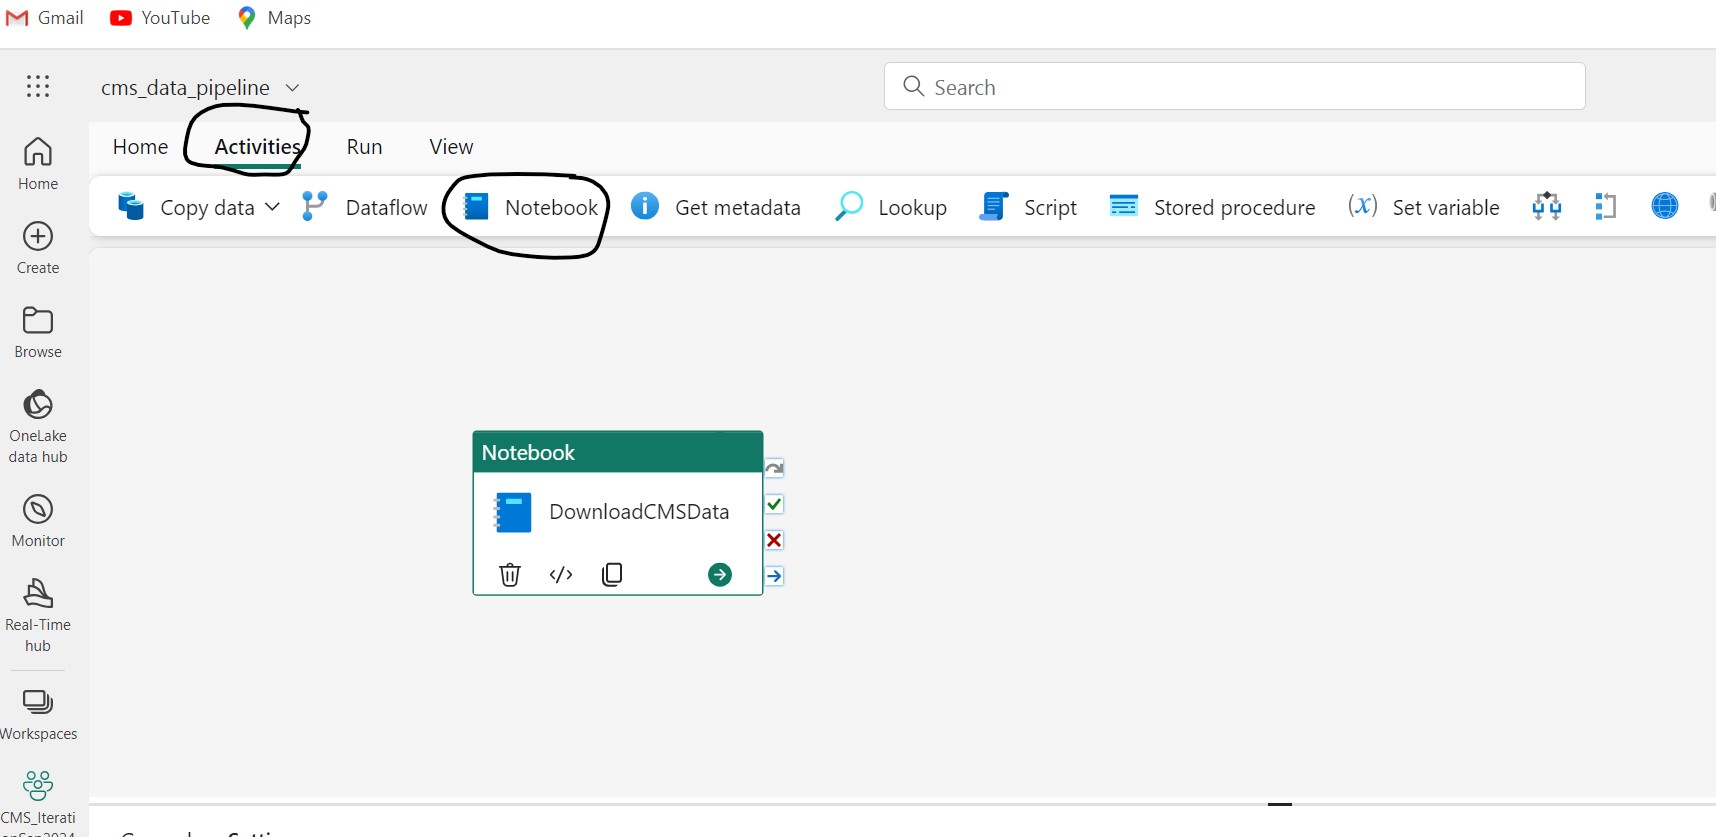 Gmail YouTube Maps
cms_data_pipeline Search
Home Activities Run View
Copy data Dataflow Notebook Get metadata Lookup Script Stored procedure (x) Set variable
Home
Create
Browse
OneLake
data hub
Monitor
Real-Time
hub
Workspaces
CMS_Iterati
Notebook
DownloadCMSData